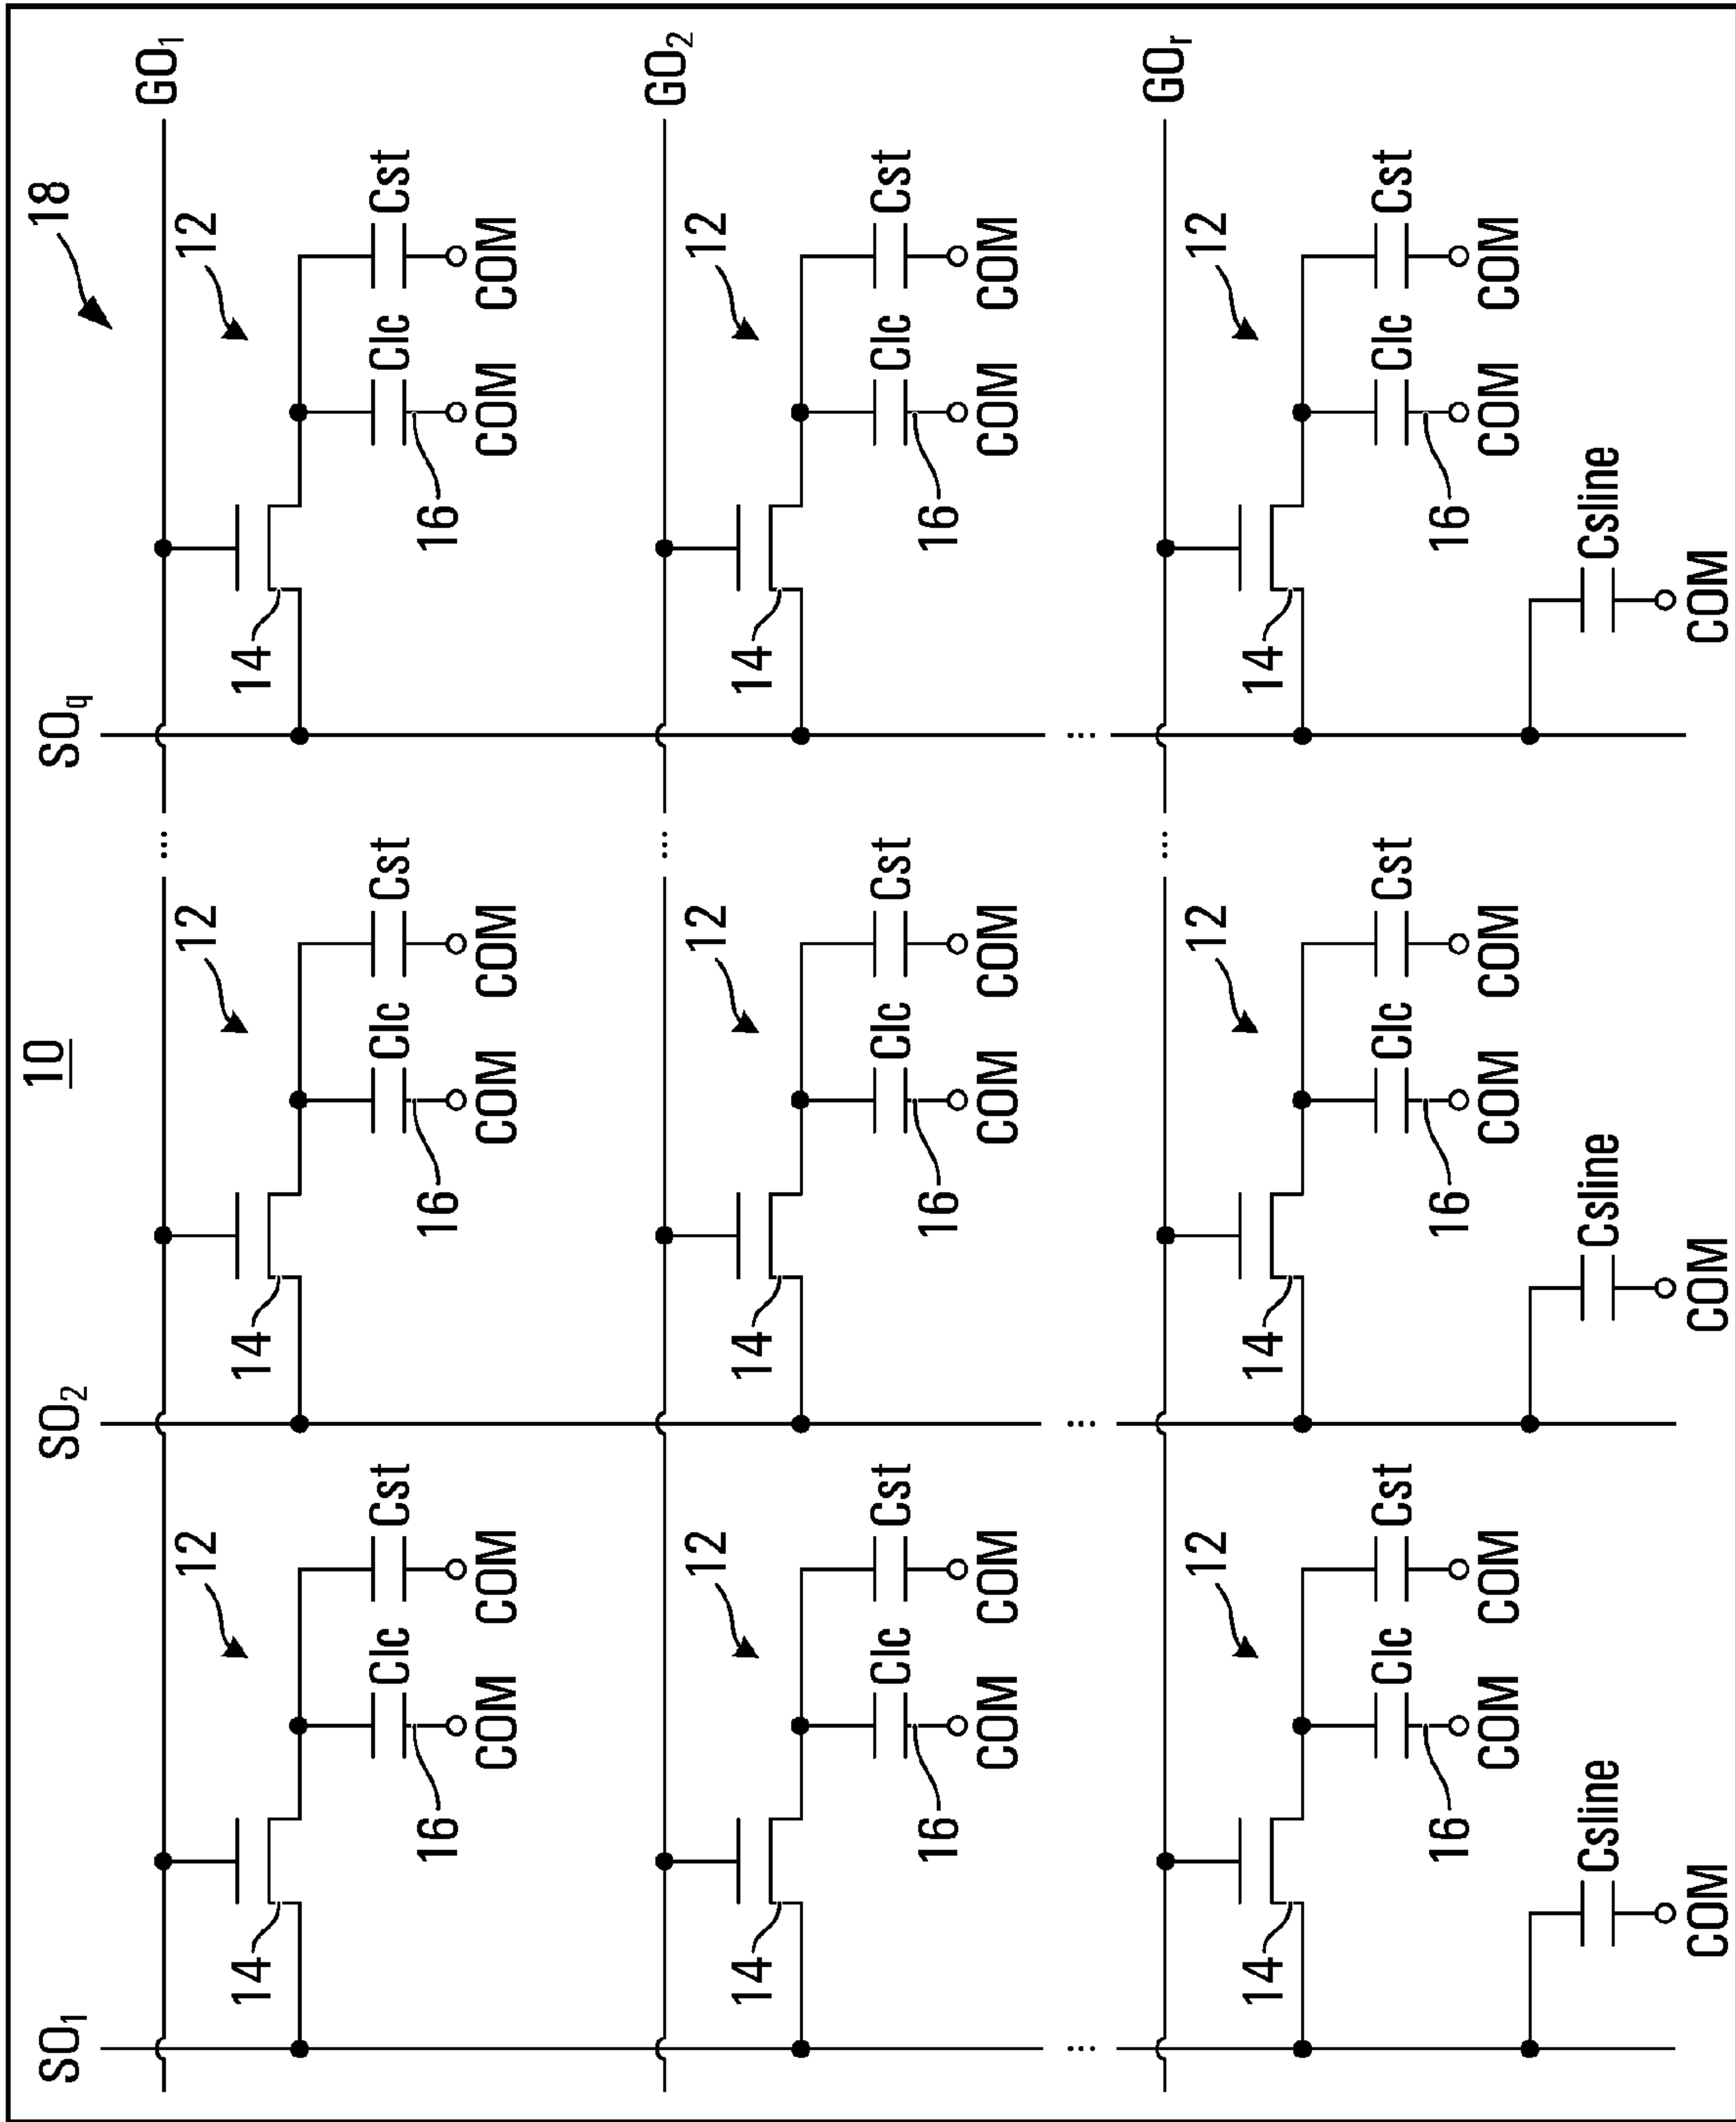 10
18
SO₁ SO₂ SO_q
GO₁
12 12 12
14 14 14
Clc Cst Clc Cst Clc Cst
16 16 16
COM COM COM COM COM COM
GO₂
12 12 12
14 14 14
Clc Cst Clc Cst Clc Cst
16 16 16
COM COM COM COM COM COM
... ... ...
GO_r
12 12 12
14 14 14
Clc Cst Clc Cst Clc Cst
16 16 16
COM COM COM COM COM COM
Csline Csline Csline
COM COM COM